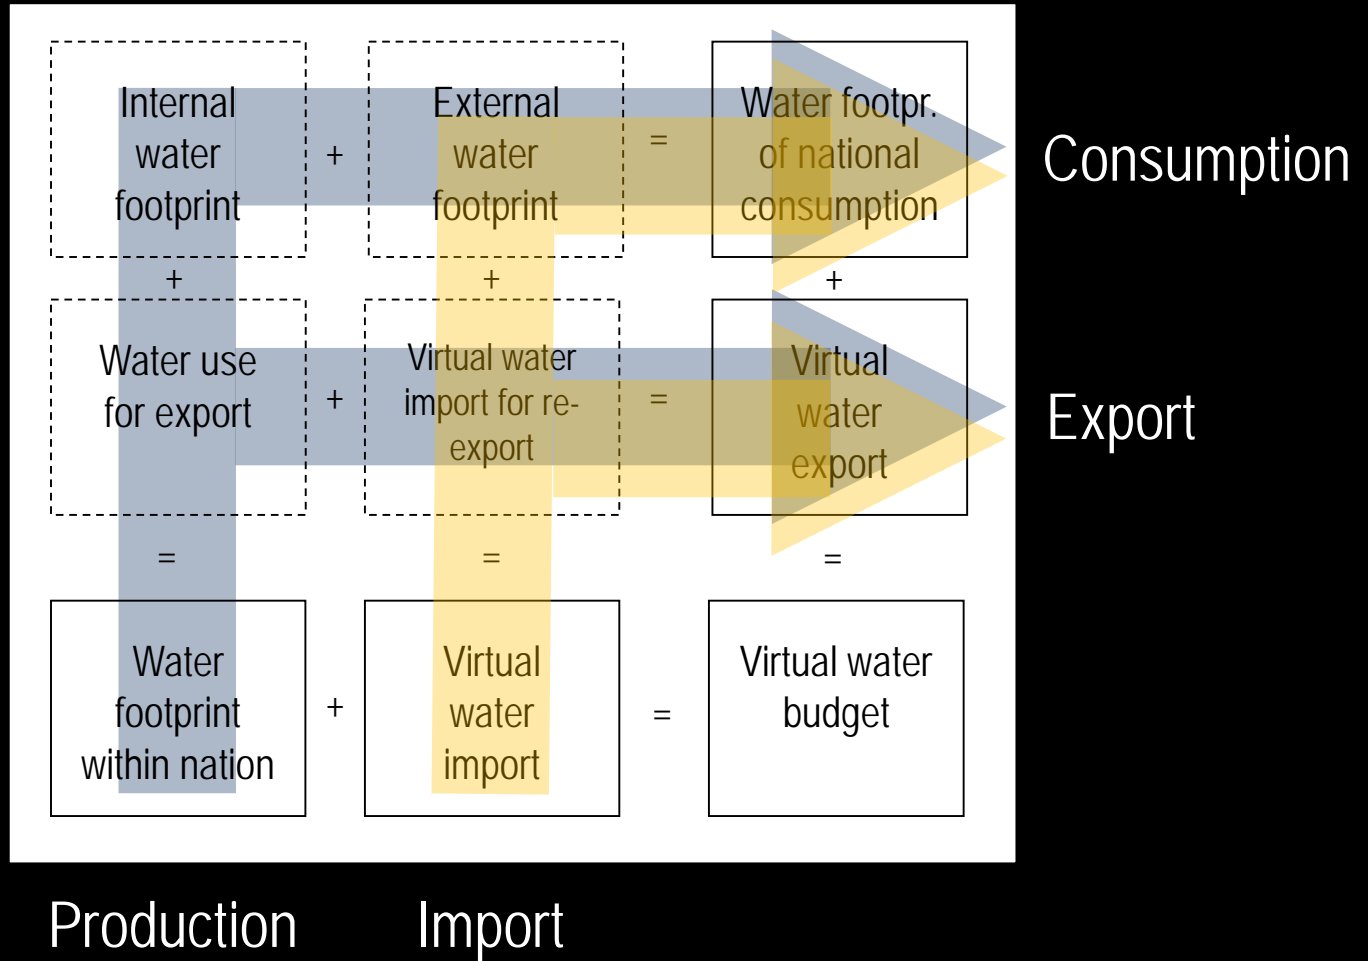 Internal
water
footprint
+
External
water
footprint
=
Water footpr.
of national
consumption
Consumption
+
+
+
Water use
for export
+
Virtual water
import for re-
export
=
Virtual
water
export
Export
=
=
=
Water
footprint
within nation
+
Virtual
water
import
=
Virtual water
budget
Production
Import